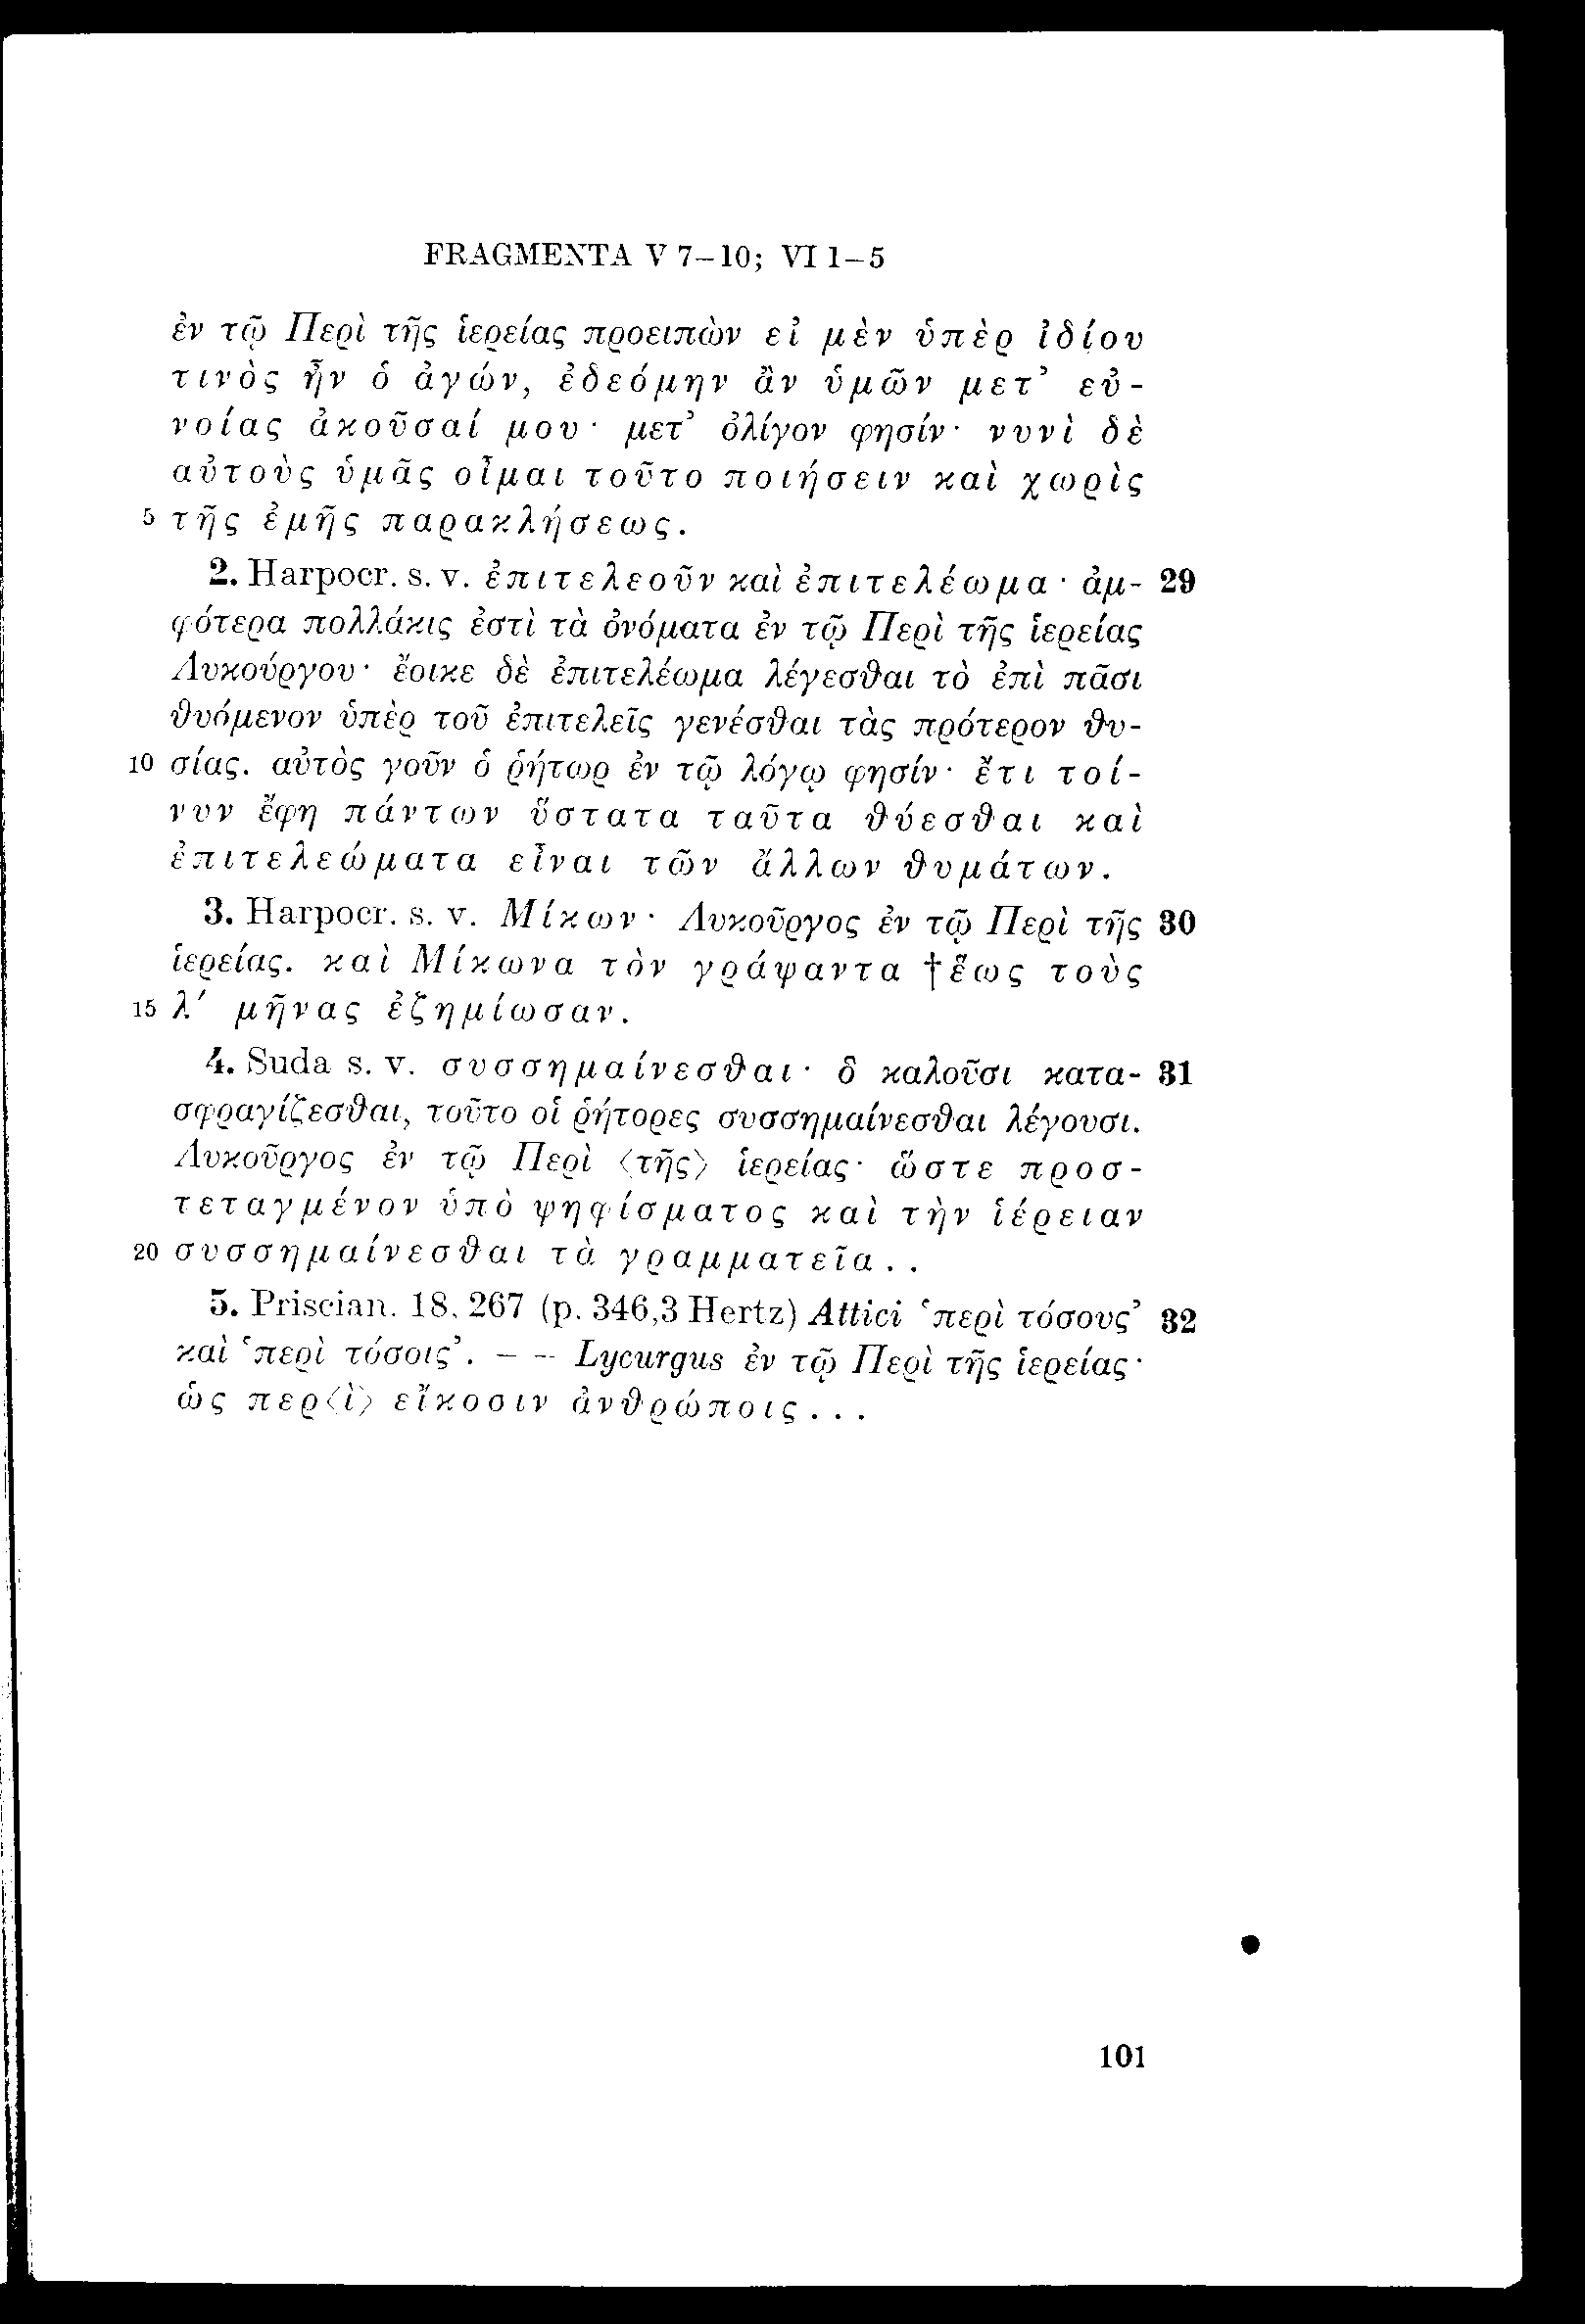 FRAGMENTA V 7–10; VI 1–5
ἐν τῷ Περὶ τῆς ἱερείας προειπὼν εἰ μὲν ὑπὲρ ἰδίου
τινὸς ἦν ὁ ἀγών, ἐδεόμην ἂν ὑμῶν μετ’ εὐ-
νοίας ἀκοῦσαί μου· μετ’ ὀλίγον φησίν· νυνὶ δὲ
αὐτοὺς ὑμᾶς οἶμαι τοῦτο ποιήσειν καὶ χωρὶς
5 τῆς ἐμῆς παρακλήσεως.
2. Harpocr. s. v. ἐπιτελεοῦν καὶ ἐπιτελέωμα· ἀμ- 29
φότερα πολλάκις ἐστὶ τὰ ὀνόματα ἐν τῷ Περὶ τῆς ἱερείας
Λυκούργου· ἔοικε δὲ ἐπιτελέωμα λέγεσθαι τὸ ἐπὶ πᾶσι
θυόμενον ὑπὲρ τοῦ ἐπιτελεῖς γενέσθαι τὰς πρότερον θυ-
10 σίας. αὐτὸς γοῦν ὁ ῥήτωρ ἐν τῷ λόγῳ φησίν· ἔτι τοί-
νυν ἔφη πάντων ὕστατα ταῦτα θύεσθαι καὶ
ἐπιτελεώματα εἶναι τῶν ἄλλων θυμάτων.
3. Harpocr. s. v. Μίκων· Λυκοῦργος ἐν τῷ Περὶ τῆς 30
ἱερείας. καὶ Μίκωνα τὸν γράψαντα †ἕως τοὺς
15 λ′ μῆνας ἐζημίωσαν.
4. Suda s. v. συσσημαίνεσθαι· ὃ καλοῦσι κατα- 31
σφραγίζεσθαι, τοῦτο οἱ ῥήτορες συσσημαίνεσθαι λέγουσι.
Λυκοῦργος ἐν τῷ Περὶ ⟨τῆς⟩ ἱερείας· ὥστε προσ-
τεταγμένον ὑπὸ ψηφίσματος καὶ τὴν ἱέρειαν
20 συσσημαίνεσθαι τὰ γραμματεῖα..
5. Priscian. 18. 267 (p. 346,3 Hertz) Attici ‘περὶ τόσους’ 32
καὶ ‘περὶ τόσοις’. – – Lycurgus ἐν τῷ Περὶ τῆς ἱερείας·
ὡς περ⟨ὶ⟩ εἴκοσιν ἀνθρώποις...
101